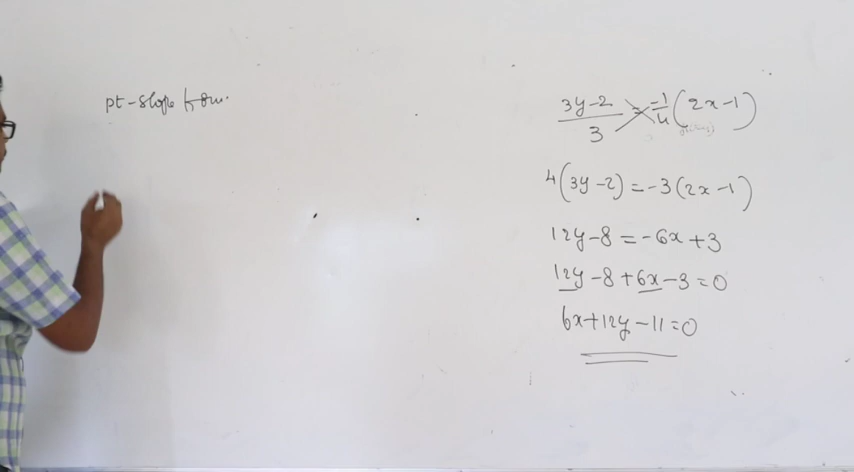 pt-slope form.
3y-2/3 = -1/4 (2x-1)
4(3y-2) = -3(2x-1)
12y-8 = -6x+3
12y-8+6x-3=0
6x+12y-11=0